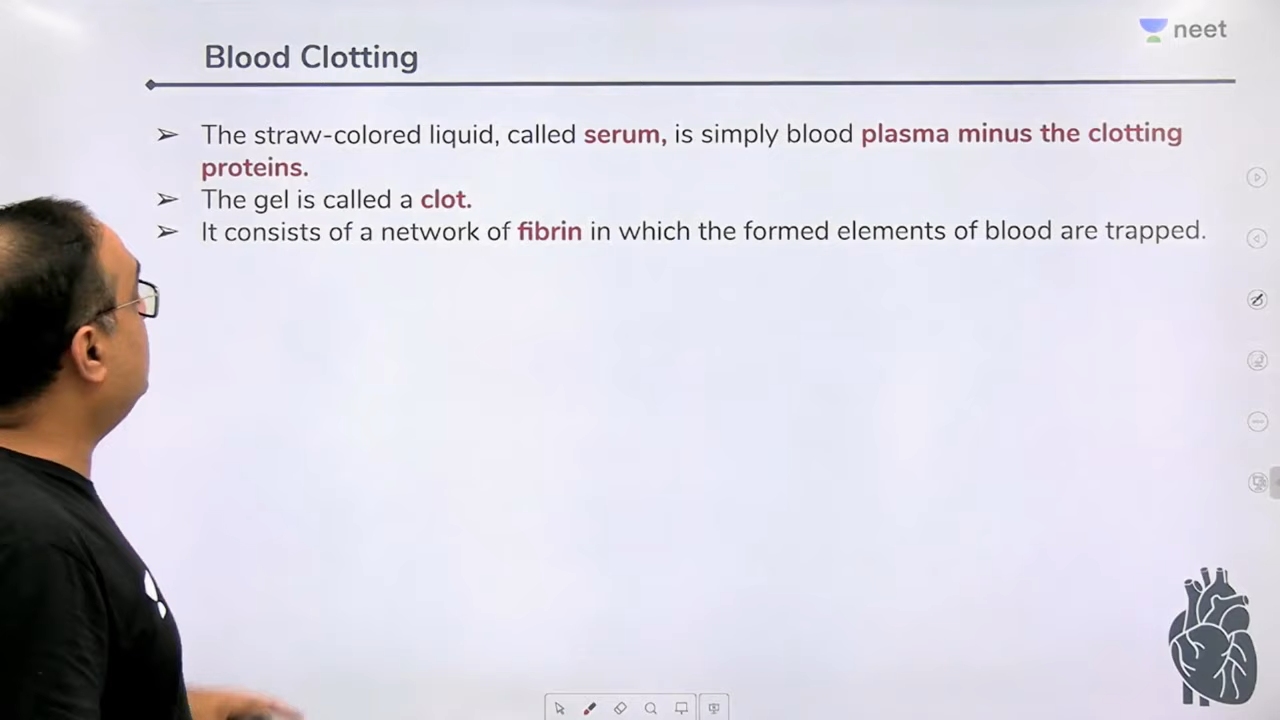 neet
Blood Clotting
➢ The straw-colored liquid, called serum, is simply blood plasma minus the clotting
proteins.
➢ The gel is called a clot.
➢ It consists of a network of fibrin in which the formed elements of blood are trapped.